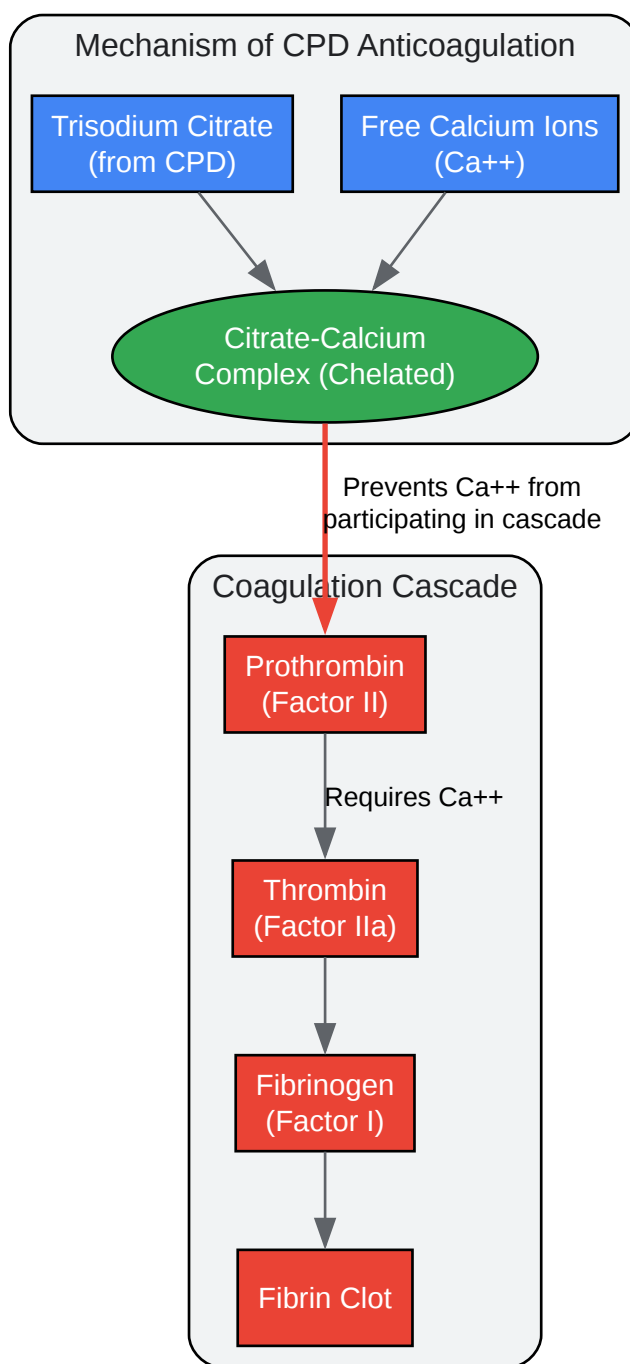 Mechanism of CPD Anticoagulation
Trisodium Citrate
(from CPD)
Free Calcium Ions
(Ca++)
Citrate-Calcium
Complex (Chelated)
Prevents Ca++ from
participating in cascade
Coagulation Cascade
Prothrombin
(Factor II)
Requires Ca++
Thrombin
(Factor IIa)
Fibrinogen
(Factor I)
Fibrin Clot